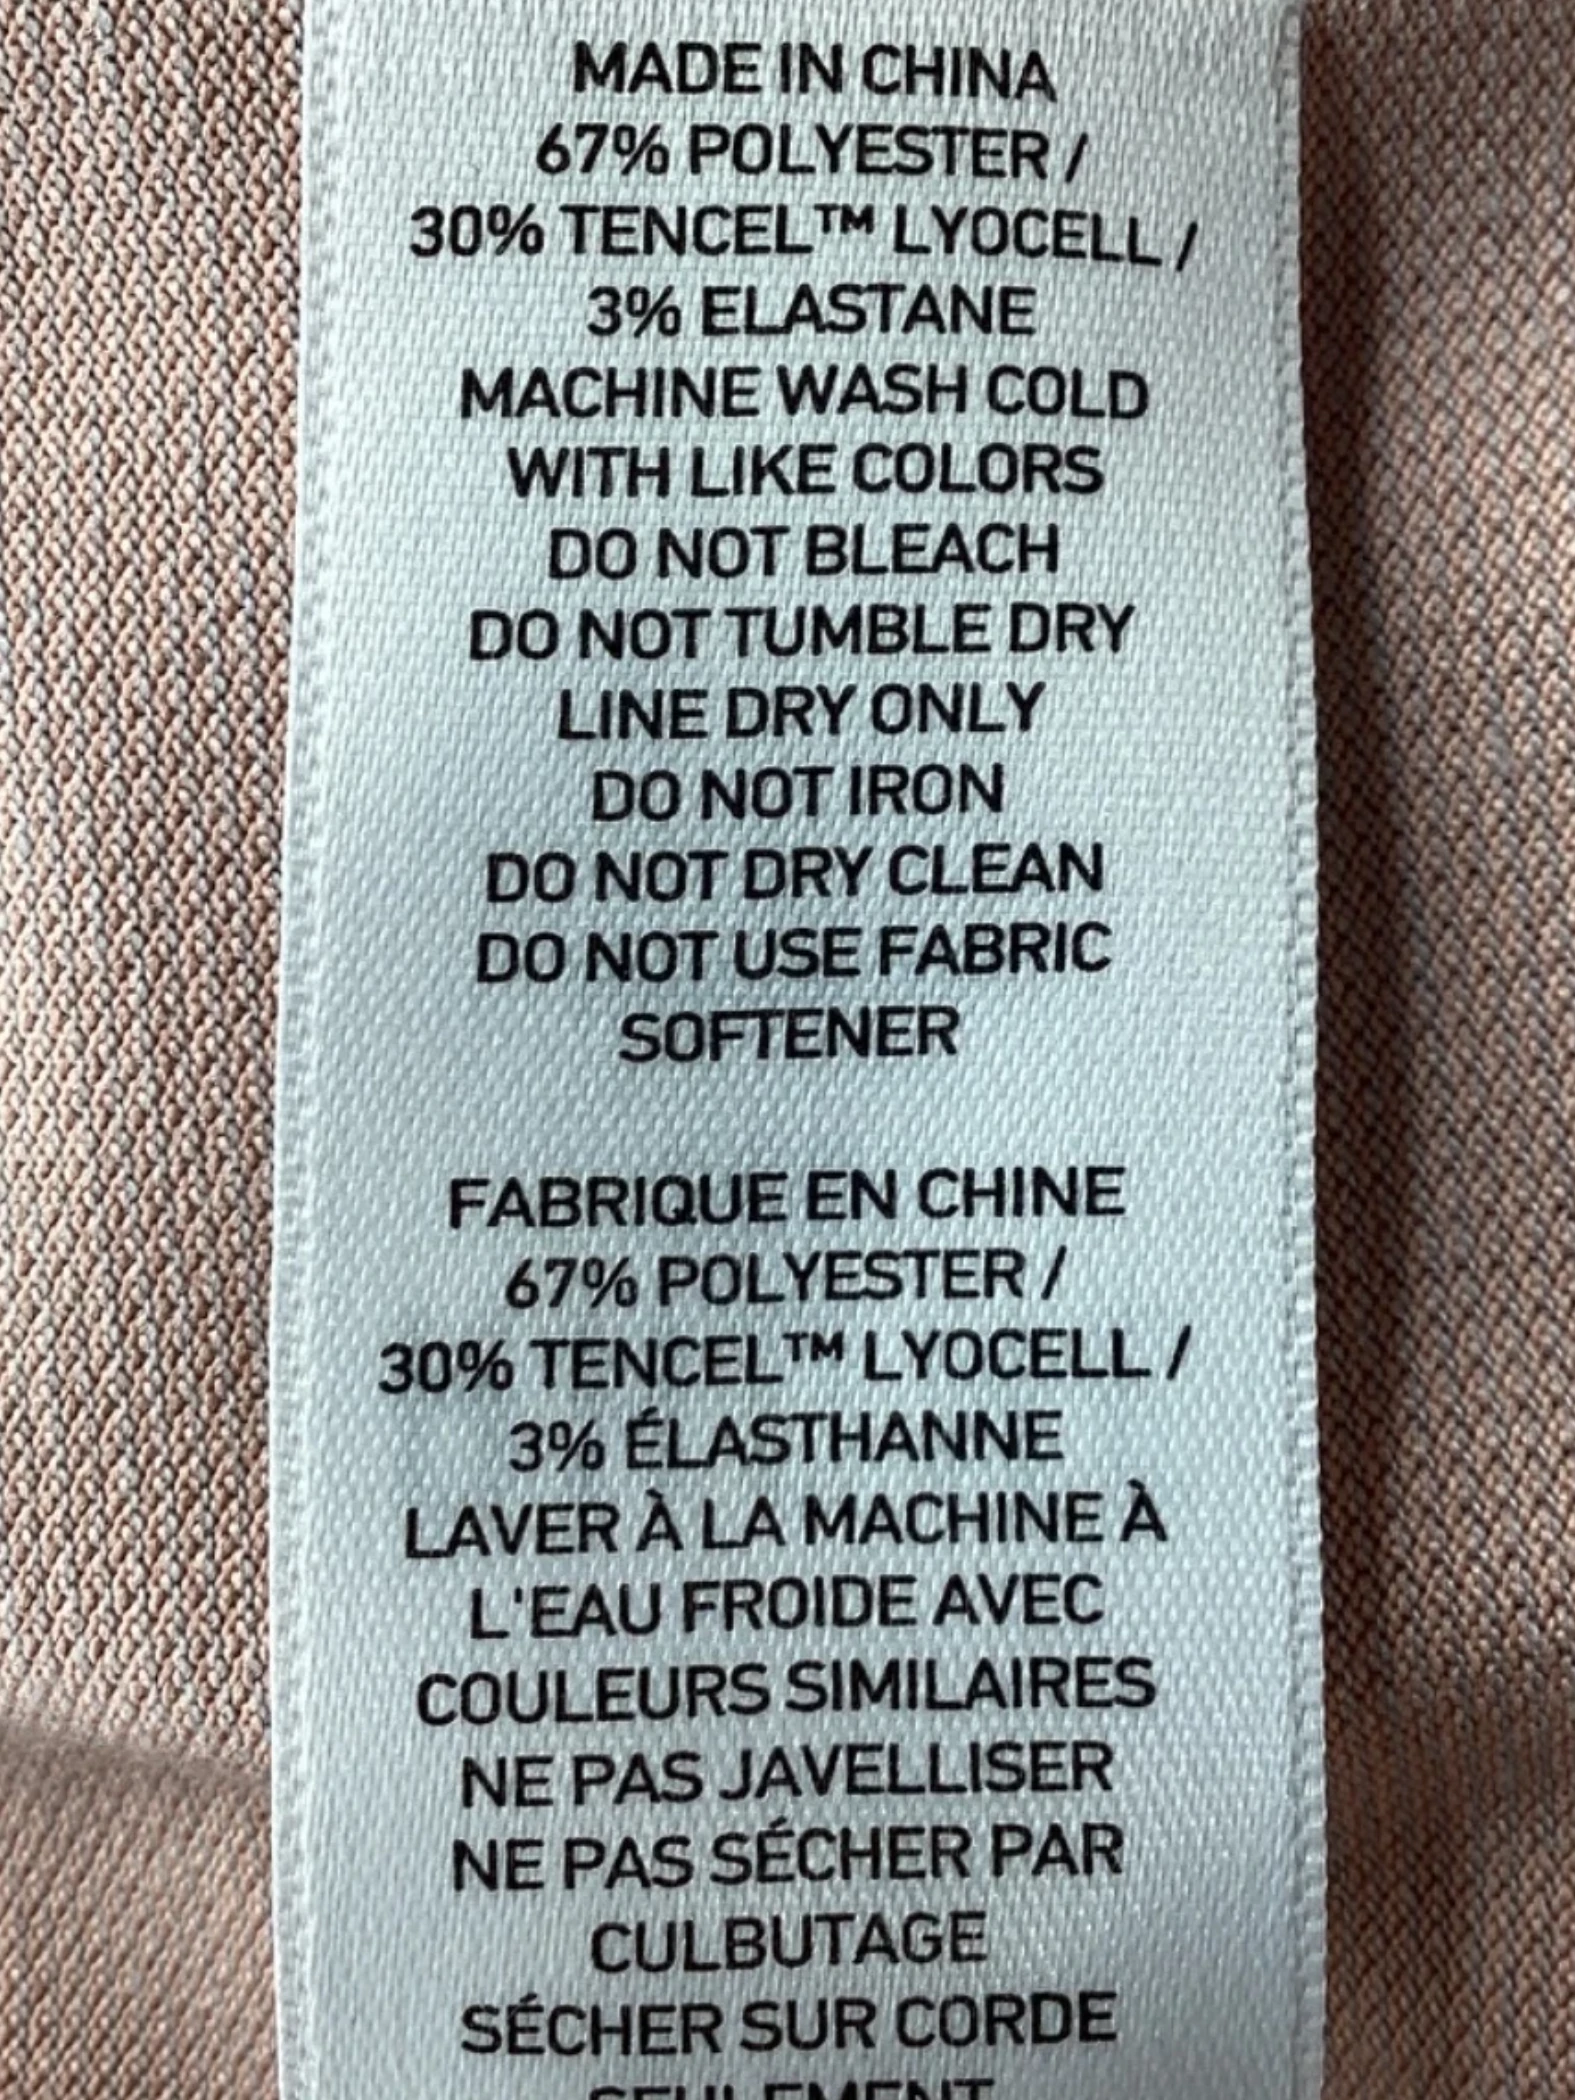 MADE IN CHINA
67% POLYESTER /
30% TENCEL™ LYOCELL /
3% ELASTANE
MACHINE WASH COLD
WITH LIKE COLORS
DO NOT BLEACH
DO NOT TUMBLE DRY
LINE DRY ONLY
DO NOT IRON
DO NOT DRY CLEAN
DO NOT USE FABRIC
SOFTENER
FABRIQUE EN CHINE
67% POLYESTER /
30% TENCEL™ LYOCELL /
3% ÉLASTHANNE
LAVER À LA MACHINE À
L'EAU FROIDE AVEC
COULEURS SIMILAIRES
NE PAS JAVELLISER
NE PAS SÉCHER PAR
CULBUTAGE
SÉCHER SUR CORDE
SEULEMENT